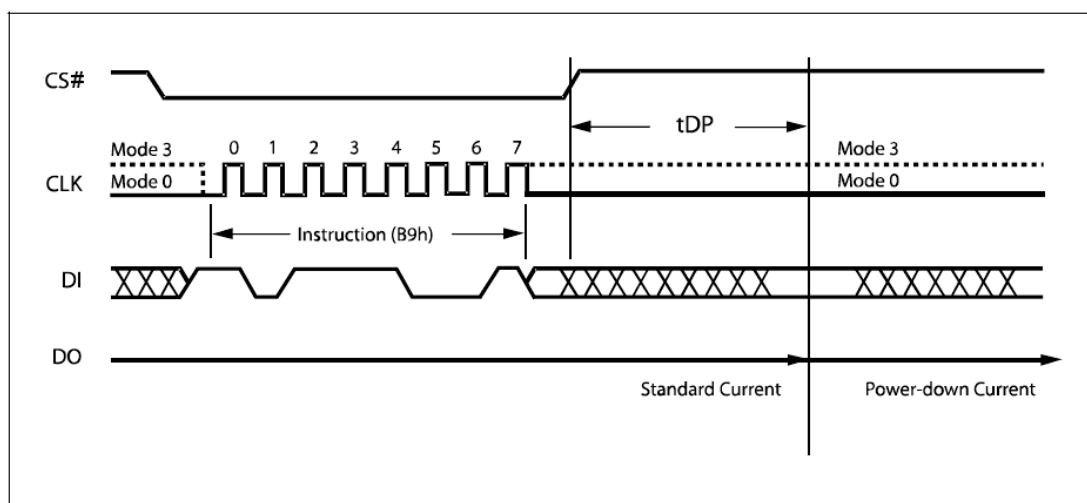 CS#
tDP
Mode 3
0 1 2 3 4 5 6 7
Mode 3
CLK
Mode 0
Mode 0
Instruction (B9h)
DI
DO
Standard Current
Power-down Current